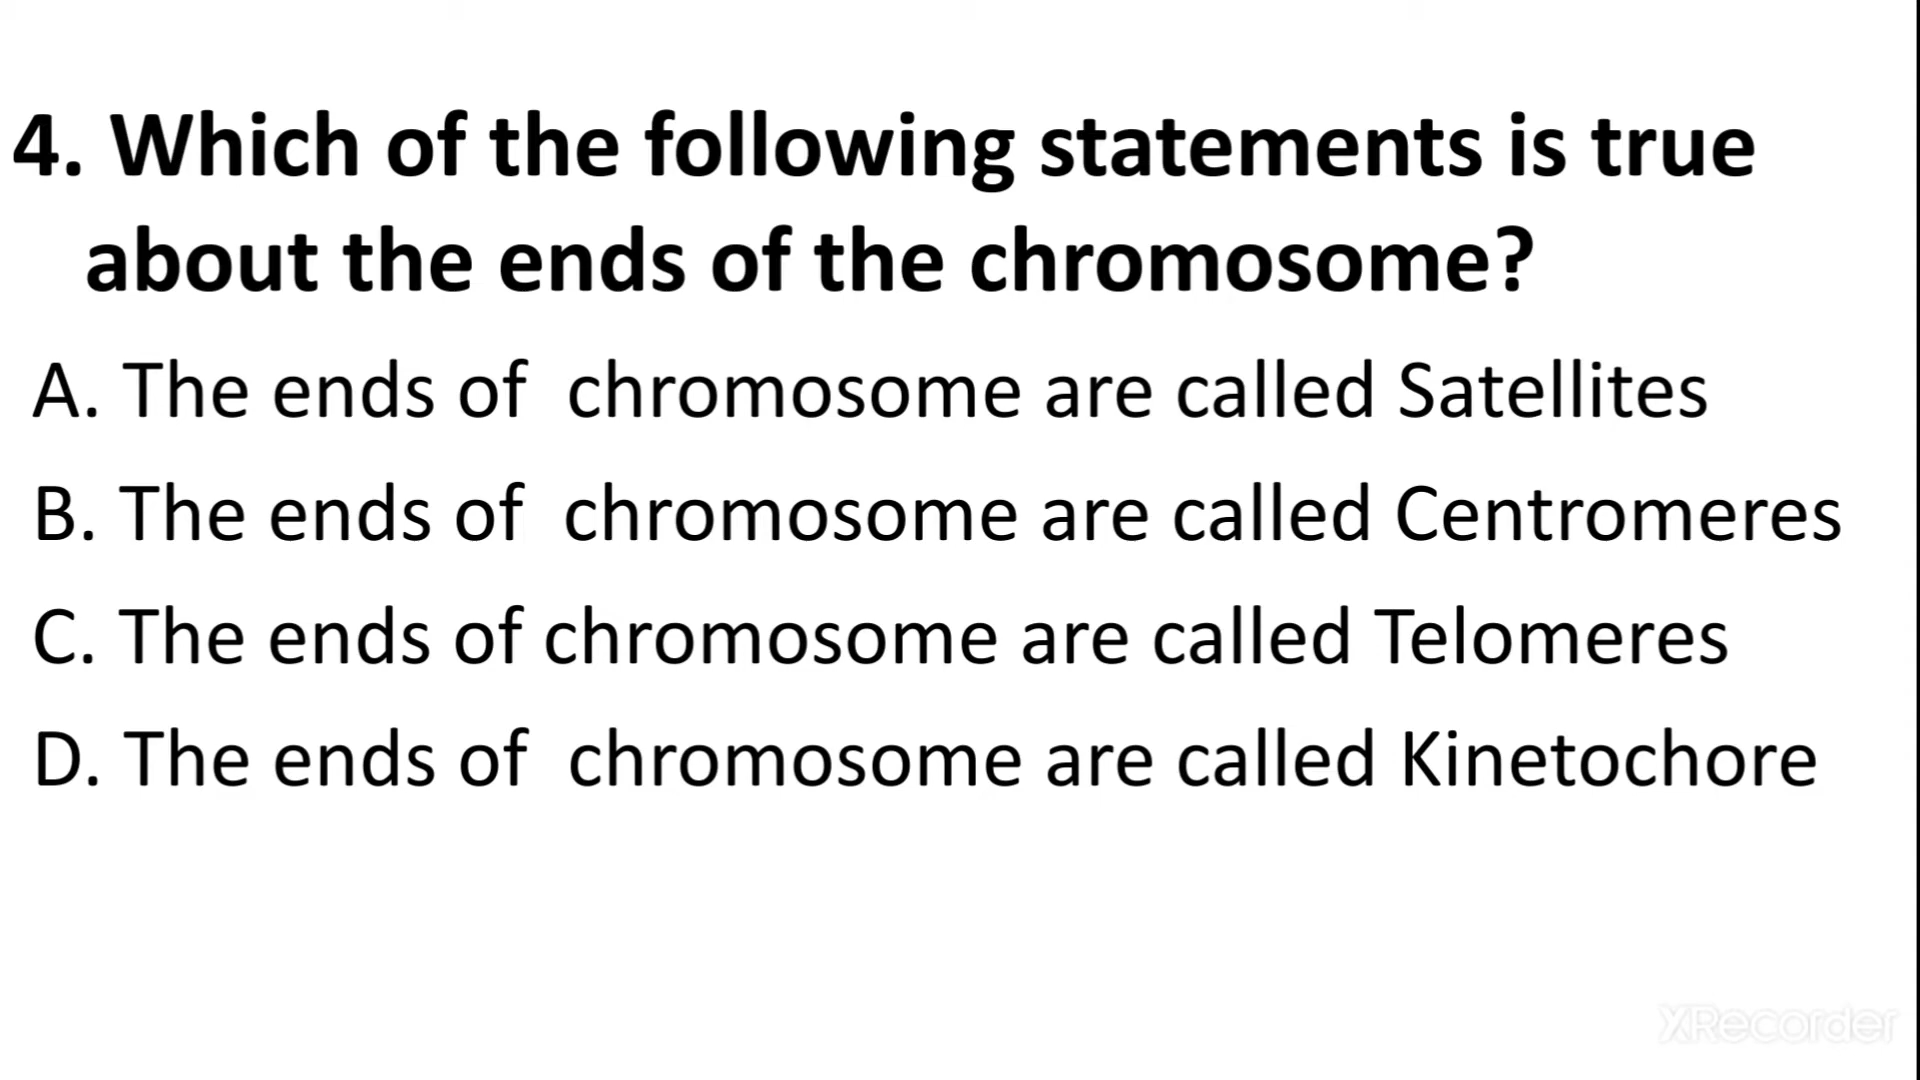 4. Which of the following statements is true
about the ends of the chromosome?
A. The ends of chromosome are called Satellites
B. The ends of chromosome are called Centromeres
C. The ends of chromosome are called Telomeres
D. The ends of chromosome are called Kinetochore
XRecorder